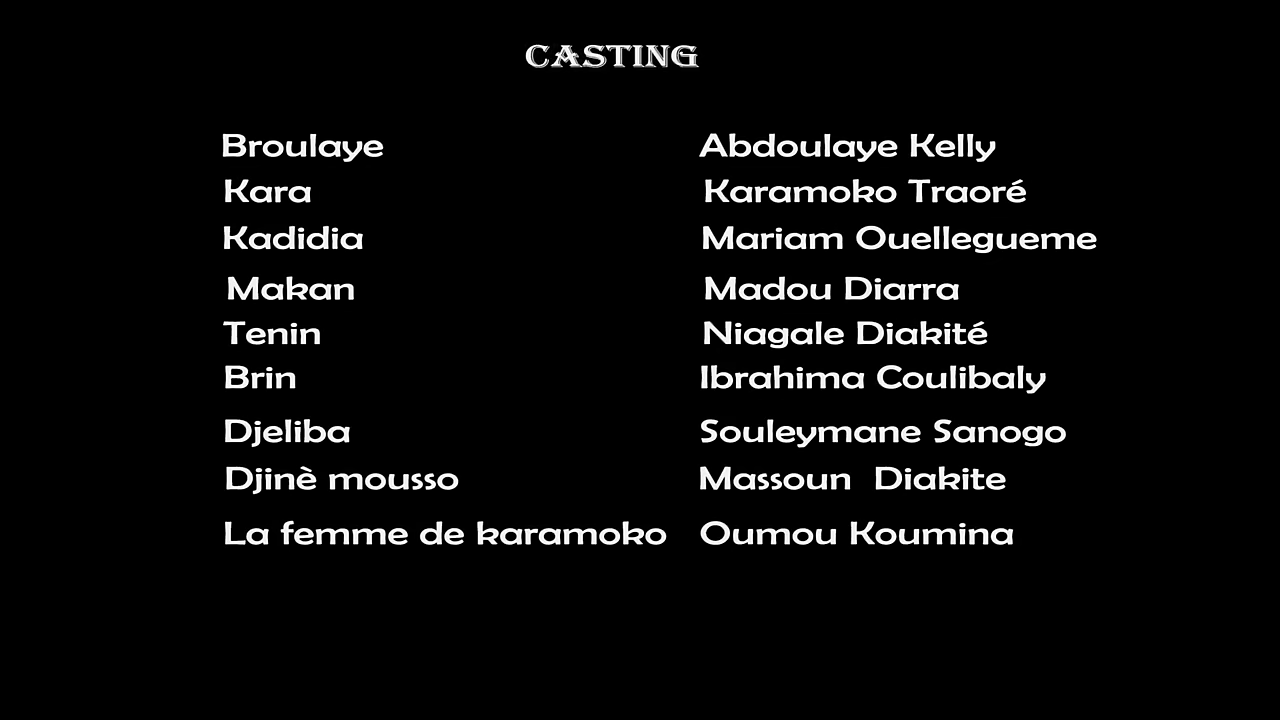 CASTING
Broulaye Abdoulaye Kelly
Kara Karamoko Traoré
Kadidia Mariam Ouellegueme
Makan Madou Diarra
Tenin Niagale Diakité
Brin Ibrahima Coulibaly
Djeliba Souleymane Sanogo
Djinè mousso Massoun Diakite
La femme de karamoko Oumou Koumina